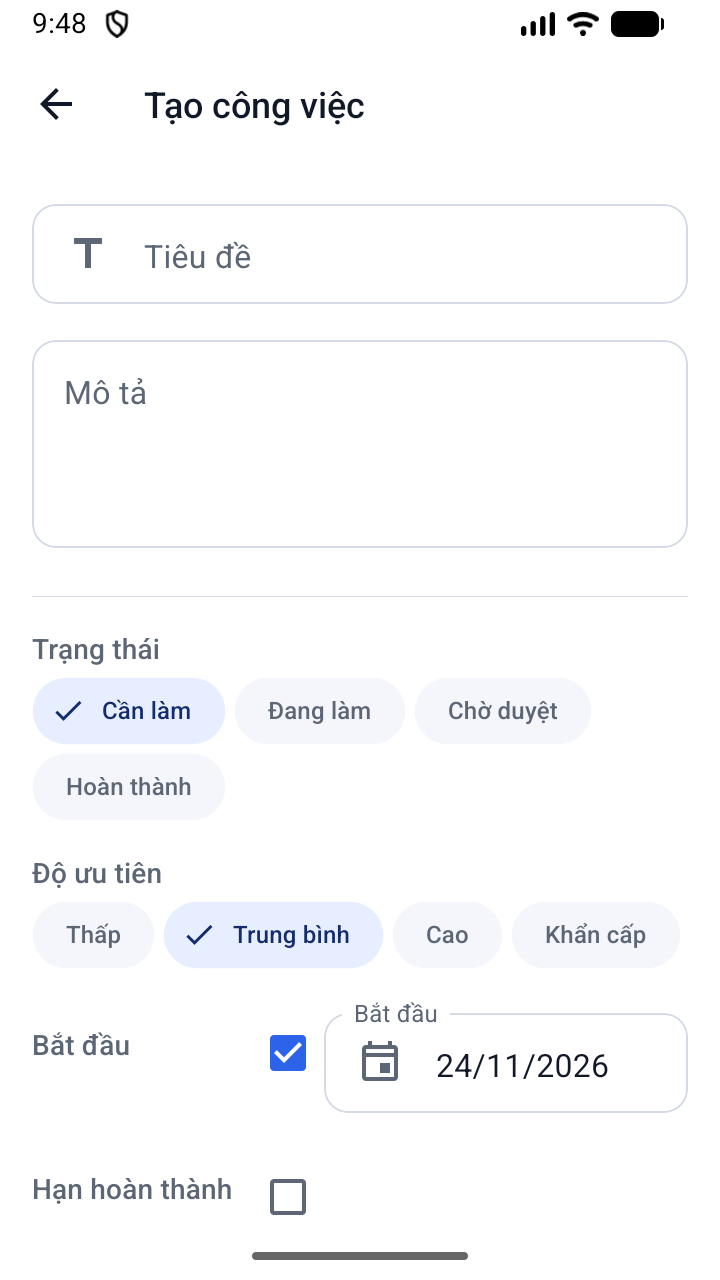 9:48
Tạo công việc
Tiêu đề
Mô tả
Trạng thái
Cần làm
Đang làm
Chờ duyệt
Hoàn thành
Độ ưu tiên
Thấp
Trung bình
Cao
Khẩn cấp
Bắt đầu
Bắt đầu
24/11/2026
Hạn hoàn thành